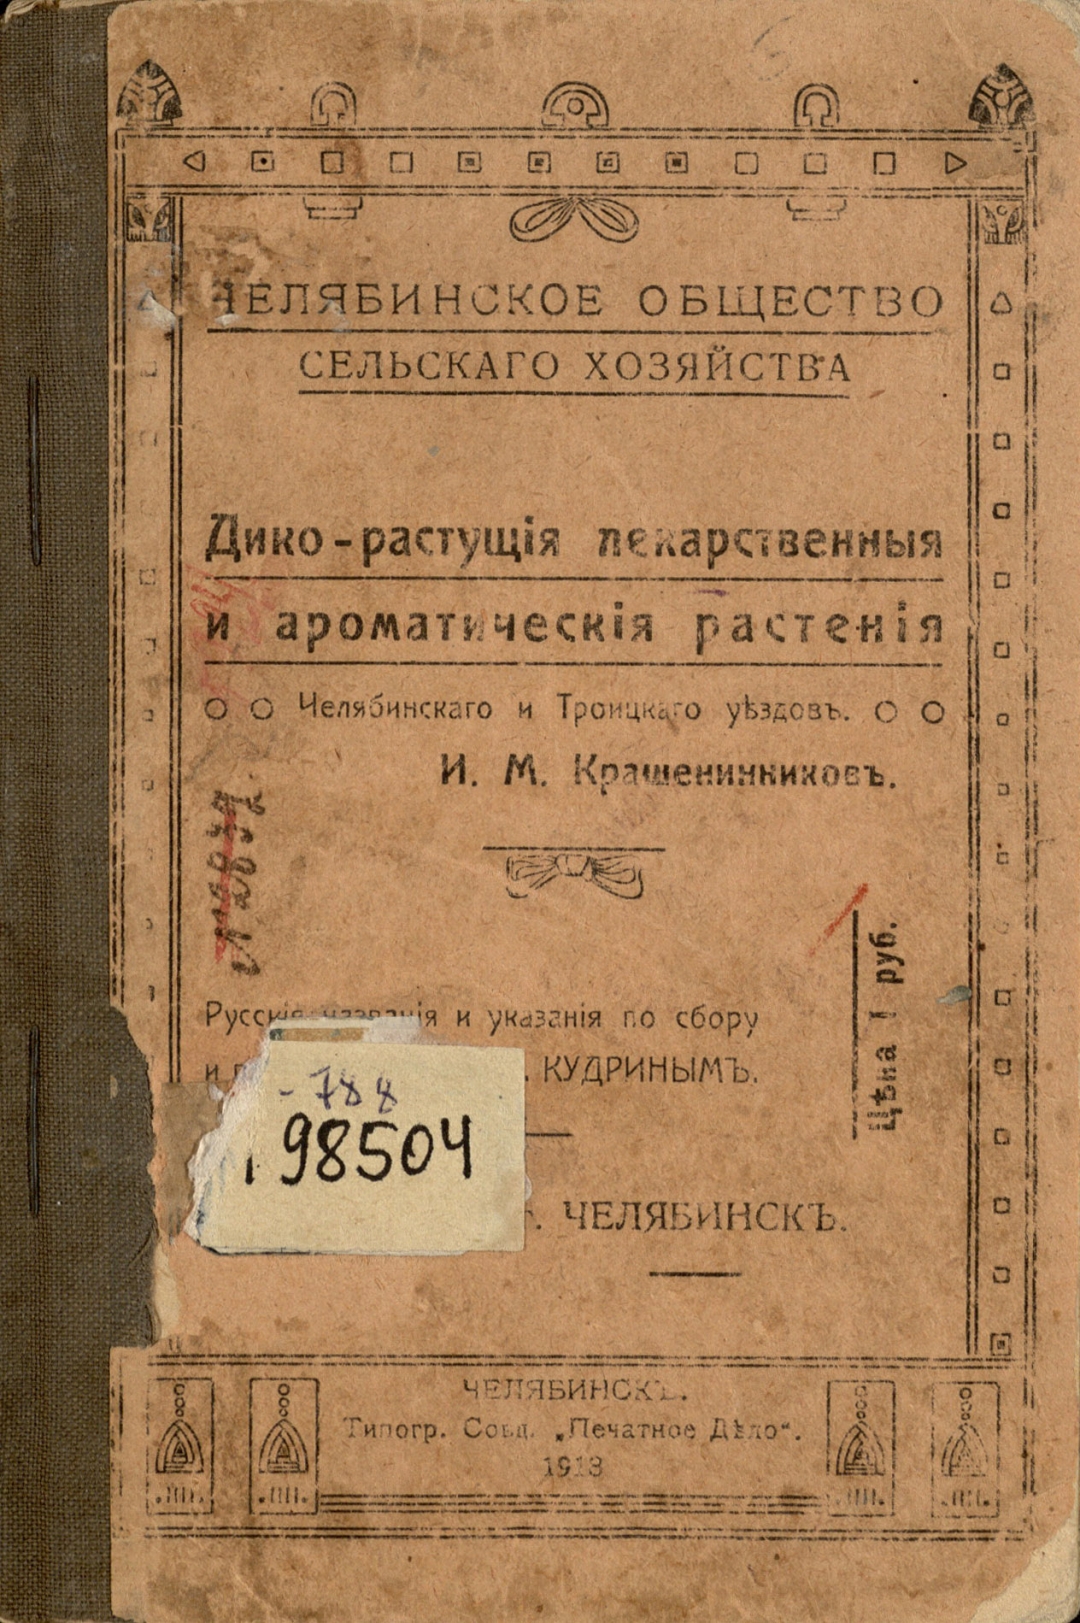 ЧЕЛЯБИНСКОЕ ОБЩЕСТВО
СЕЛЬСКАГО ХОЗЯЙСТВА
Дико-растущія лекарственныя
и ароматическія растенія
Челябинскаго и Троицкаго уѣздовъ.
И. М. Крашенинниковъ.
Цѣна 1 руб.
Русскія названія и указанія по сбору
и КУДРИНЫМЪ.
-788
98504
ЧЕЛЯБИНСКЪ.
ЧЕЛЯБИНСКЪ.
Типогр. Соед. „Печатное Дѣло“.
1918